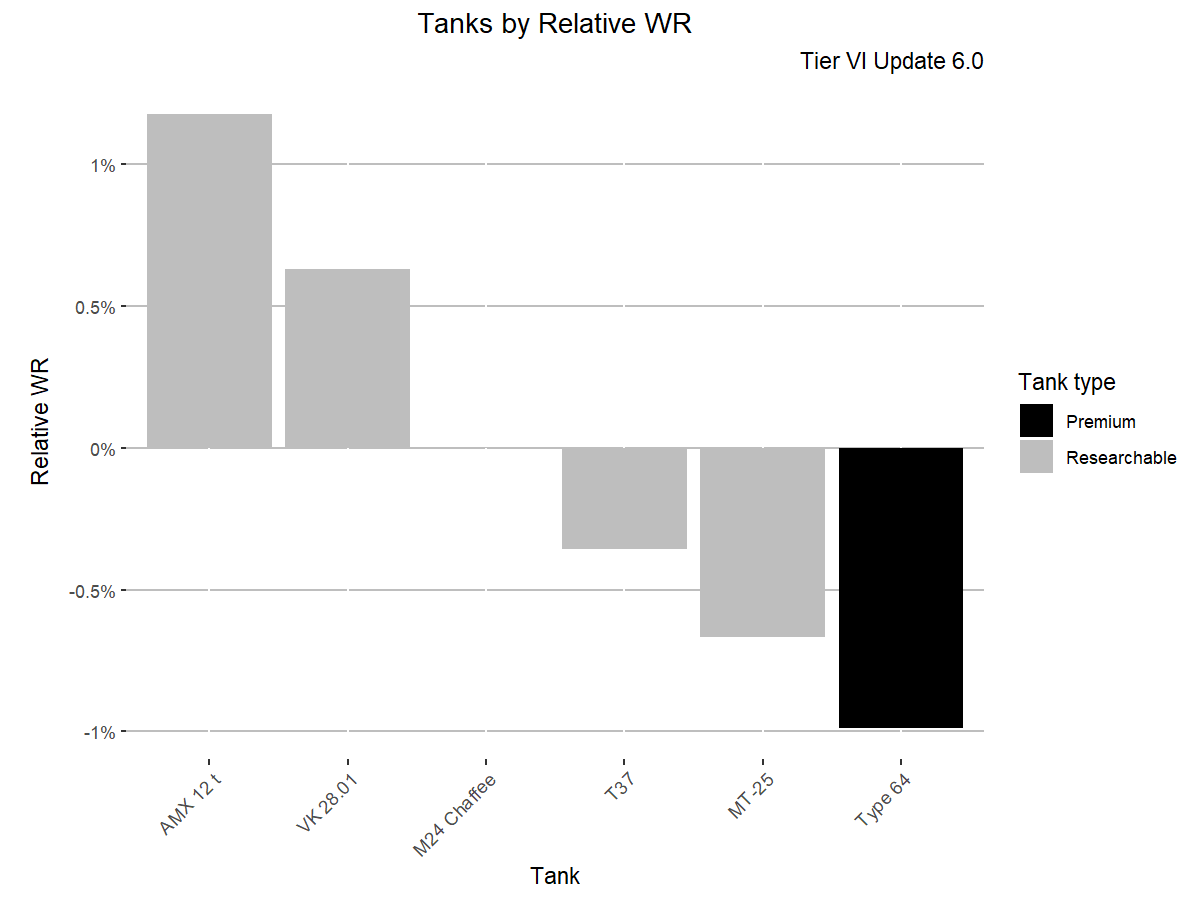 Tanks by Relative WR
Tier VI Update 6.0
Relative WR
1%
0.5%
0%
-0.5%
-1%
AMX 12 t
VK 28.01
M24 Chaffee
T37
MT-25
Type 64
Tank
Tank type
Premium
Researchable